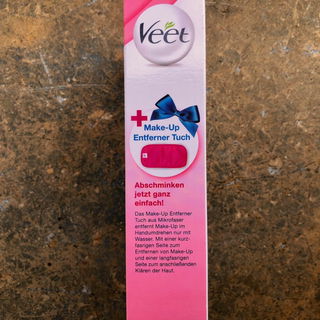 Veet
+
Make-Up
Entferner Tuch
Abschminken
jetzt ganz
einfach!
Das Make-Up Entferner
Tuch aus Mikrofaser
entfernt Make-Up im
Handumdrehen nur mit
Wasser. Mit einer kurz-
faasrigen Seite zum
Entfernen von Make-Up
und einer langfaasrigen
Seite zum anschließenden
Klären der Haut.